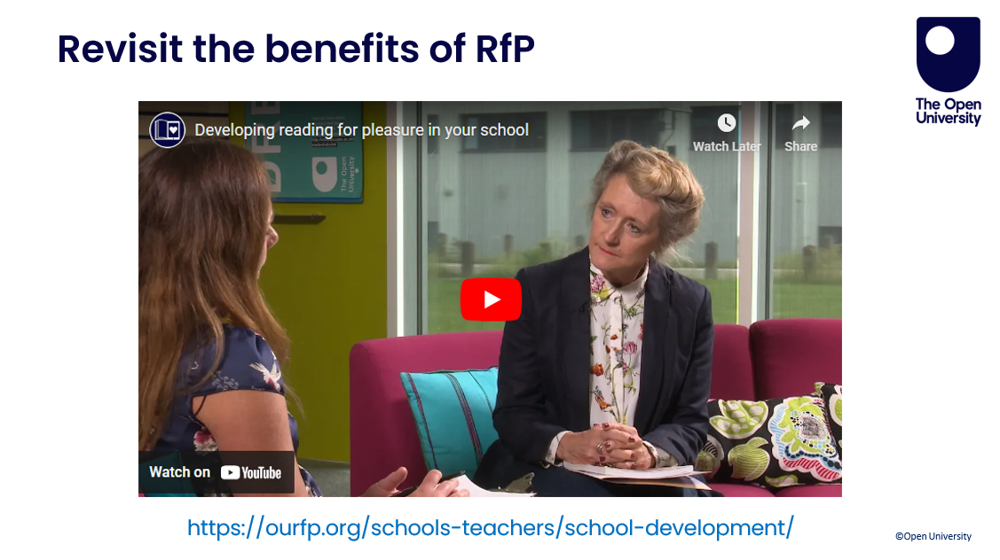 Revisit the benefits of RfP
The Open
University
Developing reading for pleasure in your school
Watch Later
Share
The Open
University
Watch on YouTube
https://ourfp.org/schools-teachers/school-development/
©Open University